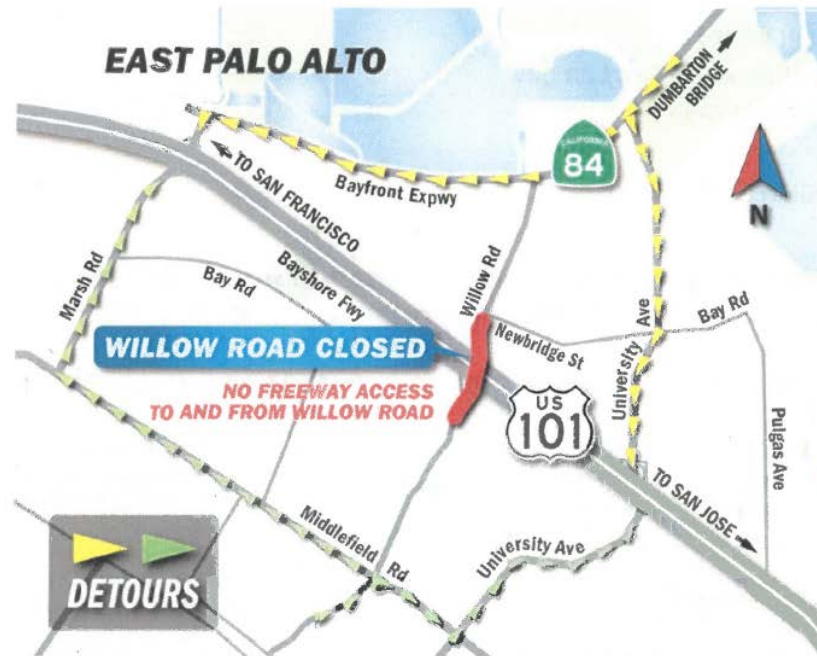 EAST PALO ALTO
DUMBARTON
BRIDGE
CALIFORNIA
84
TO SAN FRANCISCO
Bayfront Expwy
N
Marsh Rd
Bay Rd
Bayshore Fwy
Willow Rd
Bay Rd
University Ave
WILLOW ROAD CLOSED
Newbridge St
NO FREEWAY ACCESS
TO AND FROM WILLOW ROAD
US
101
Pulgas Ave
TO SAN JOSE
Middlefield Rd
University Ave
DETOURS